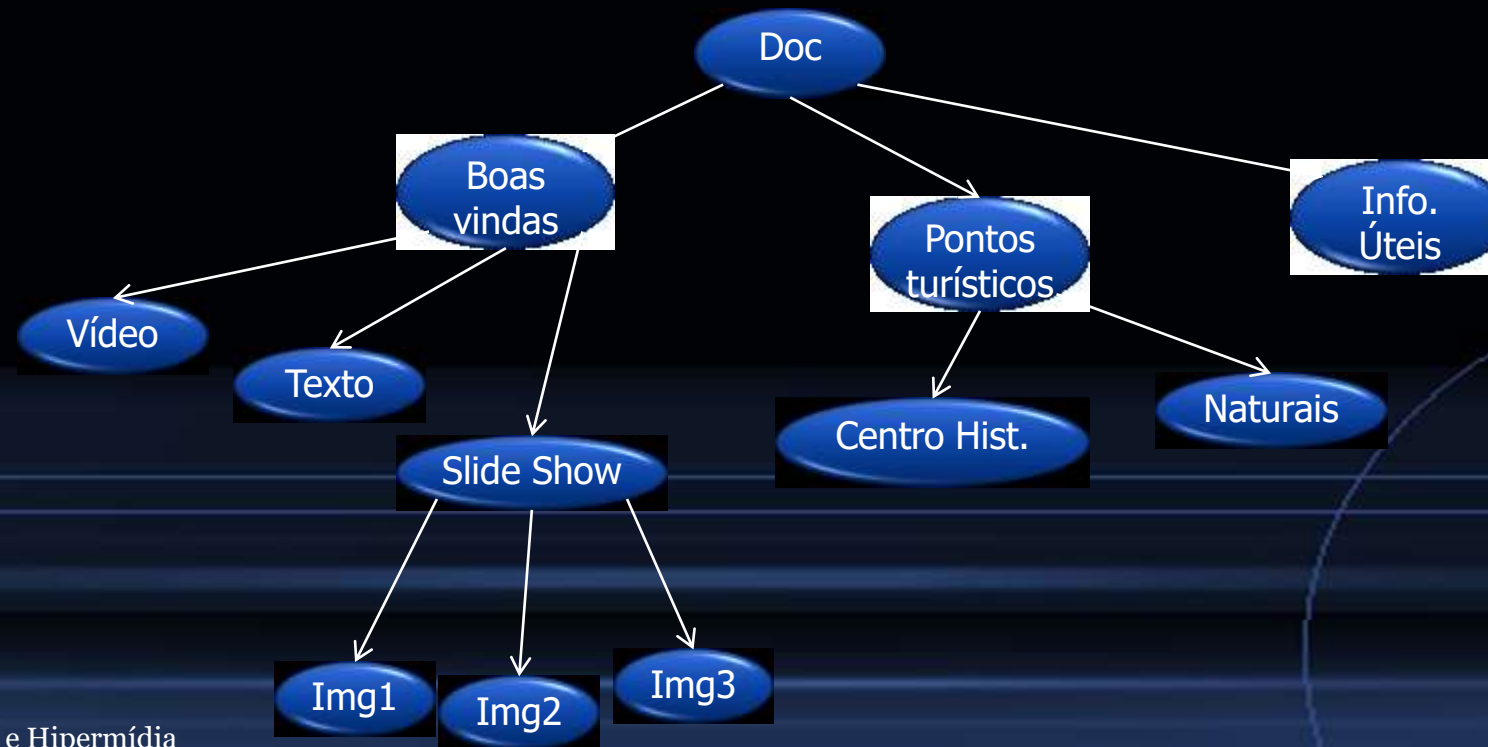 Doc
Boas
vindas
Pontos
turísticos
Info.
Úteis
Vídeo
Texto
Slide Show
Centro Hist.
Naturais
Img1
Img2
Img3
e Hipermídia